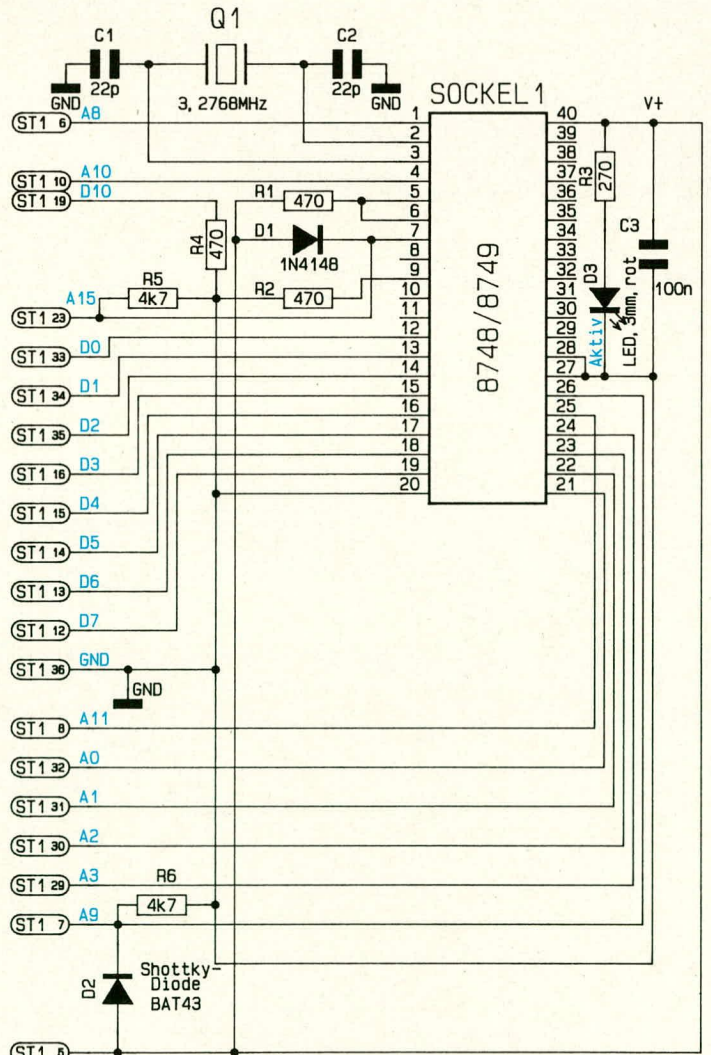 Q1
C1
C2
22p
22p
GND
3,2768MHz
GND
SOCKEL1
V+
ST1 6 A8
ST1 10 A10
ST1 19 D10
1
2
3
4
5
6
7
8
9
10
11
12
13
14
15
16
17
18
19
20
8748/8749
40
39
38
37
36
35
34
33
32
31
30
29
28
27
26
25
24
23
22
21
R3
270
C3
100n
D3
LED, 3mm, rot
Aktiv
R1
470
D1
1N4148
R4
470
R5
4k7
R2
470
A15
ST1 23
ST1 33 D0
ST1 34 D1
ST1 35 D2
ST1 16 D3
ST1 15 D4
ST1 14 D5
ST1 13 D6
ST1 12 D7
ST1 36 GND
GND
ST1 8 A11
ST1 32 A0
ST1 31 A1
ST1 30 A2
ST1 29 A3
R6
4k7
ST1 7 A9
D2
Shottky-
Diode
BAT43
ST1 5